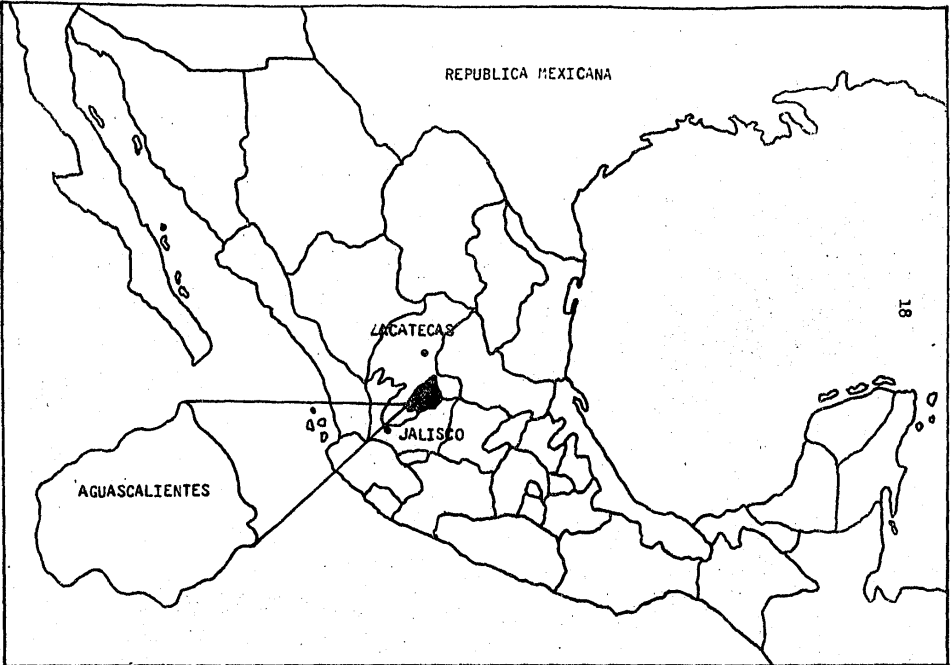 REPUBLICA MEXICANA
18
ZACATECAS
JALISCO
AGUASCALIENTES